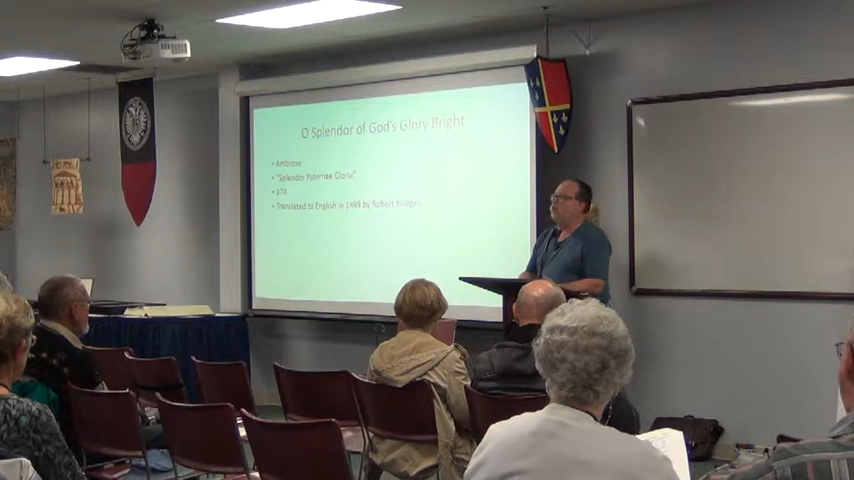 O Splendor of God's Glory Bright
• Ambrose
• "Splendor Paternae Gloria"
• 374
• Translated to English in 1899 by Robert Bridges